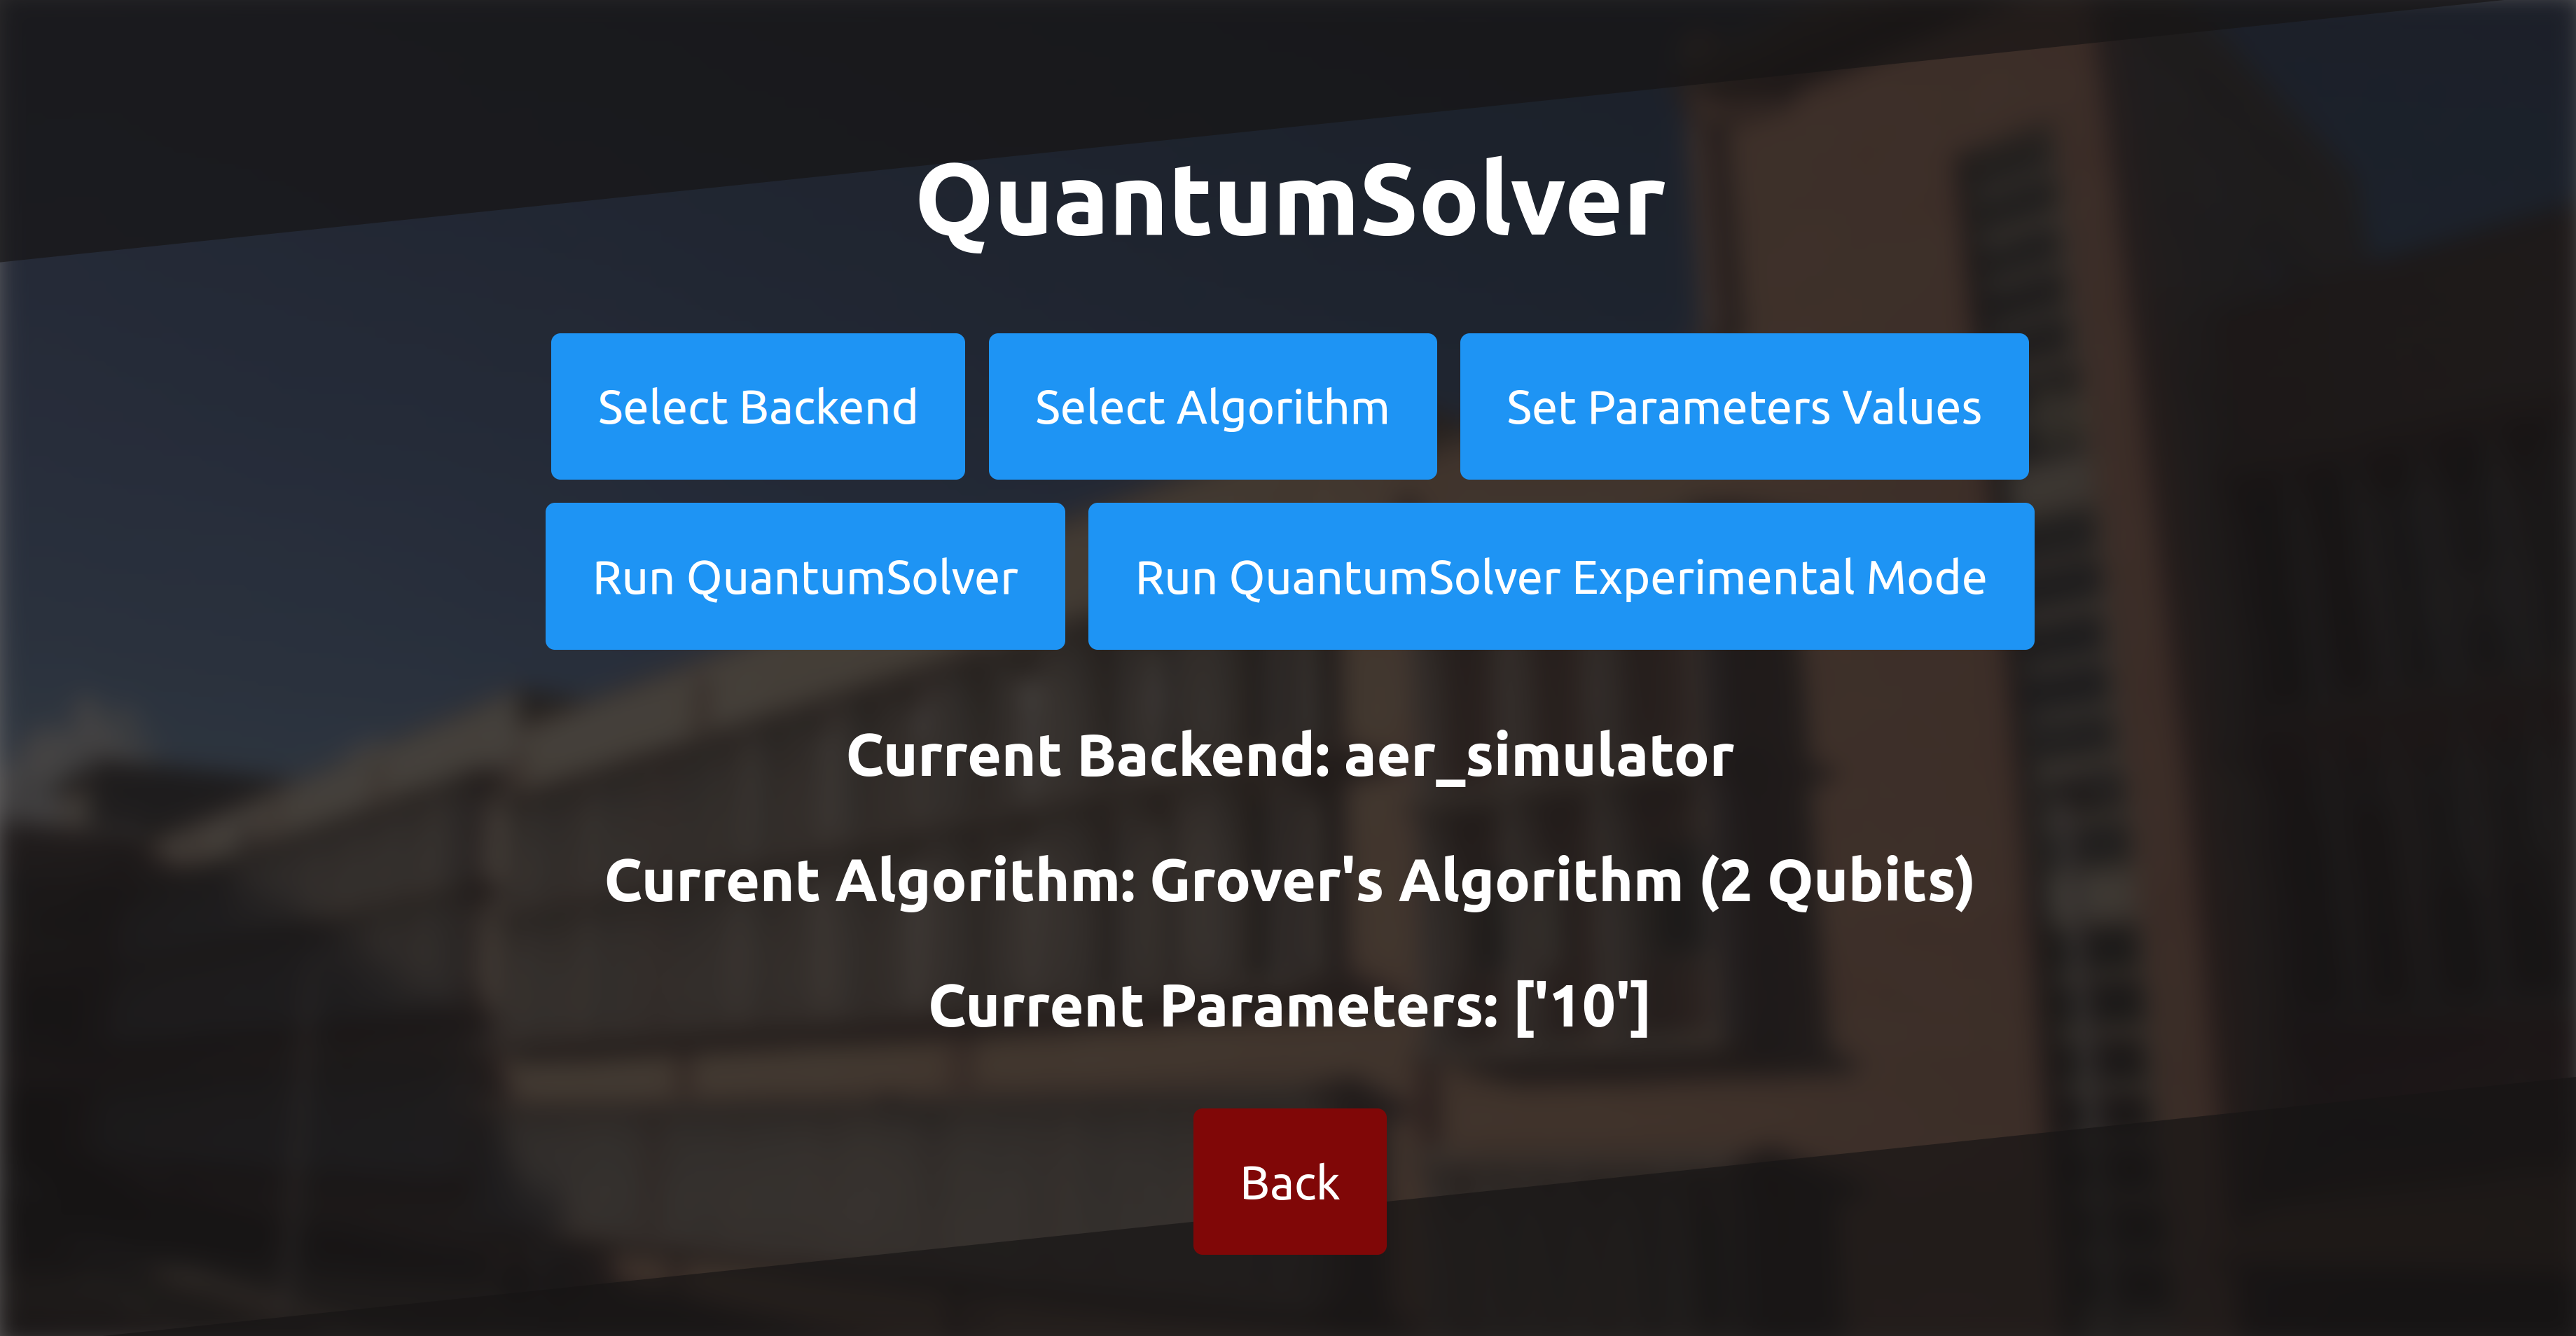 QuantumSolver
Select Backend Select Algorithm Set Parameters Values
Run QuantumSolver Run QuantumSolver Experimental Mode
Current Backend: aer_simulator
Current Algorithm: Grover's Algorithm (2 Qubits)
Current Parameters: ['10']
Back